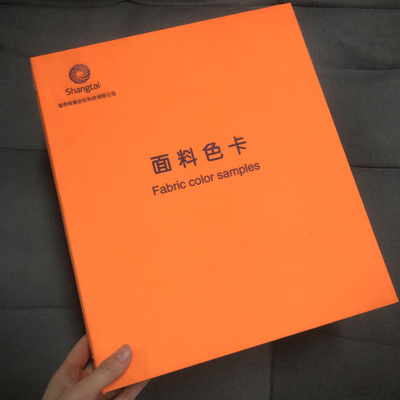 Shangtai
面料色卡
Fabric color samples